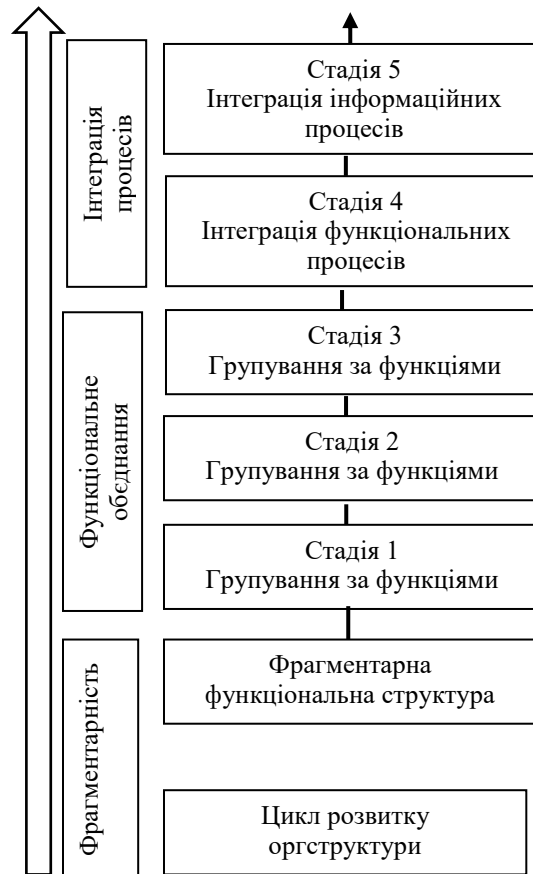 Інтеграція
процесів
Стадія 5
Інтеграція інформаційних
процесів
Стадія 4
Інтеграція функціональних
процесів
Функціональне
обєднання
Стадія 3
Групування за функціями
Стадія 2
Групування за функціями
Стадія 1
Групування за функціями
Фрагментарність
Фрагментарна
функціональна структура
Цикл розвитку
оргструктури